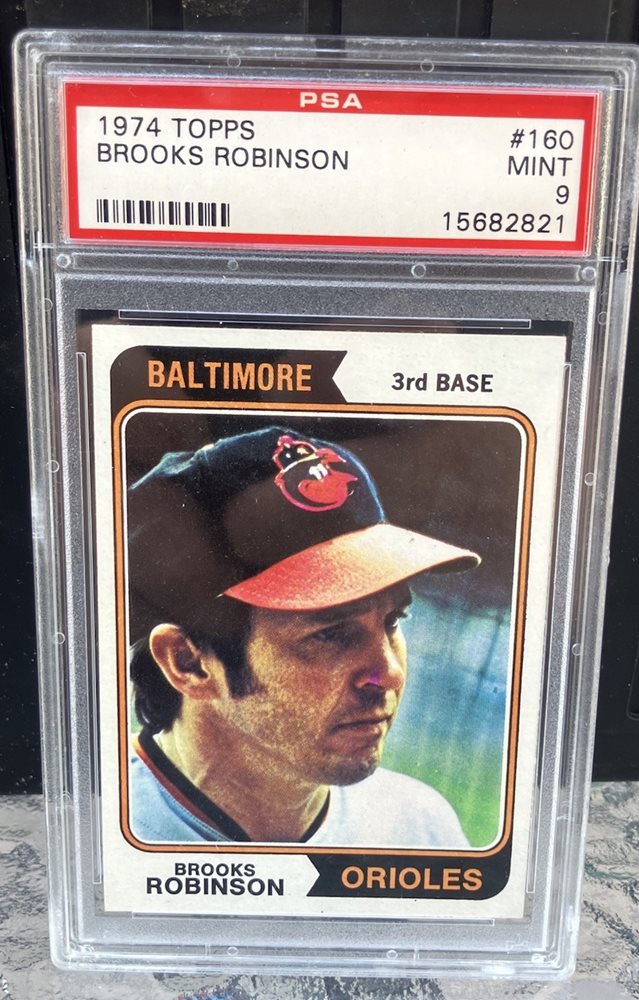 PSA
1974 TOPPS #160
BROOKS ROBINSON MINT
9
15682821
BALTIMORE 3rd BASE
BROOKS
ROBINSON ORIOLES